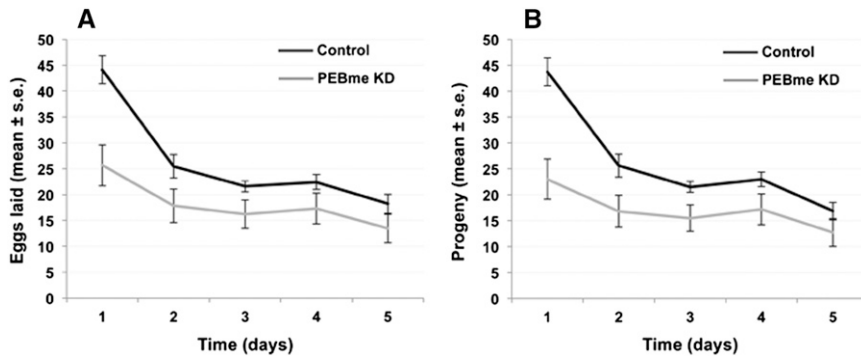 A
Eggs laid (mean ± s.e.)
50
45
40
35
30
25
20
15
10
5
0
Control
PEBme KD
1 2 3 4 5
Time (days)
B
Progeny (mean ± s.e.)
50
45
40
35
30
25
20
15
10
5
0
Control
PEBme KD
1 2 3 4 5
Time (days)